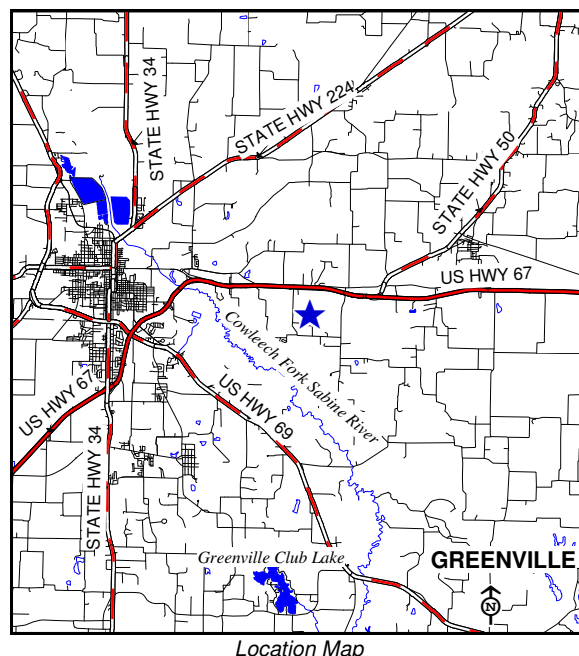 STATE HWY 34
STATE HWY 224
STATE HWY 50
US HWY 67
Cowleech Fork Sabine River
US HWY 67
US HWY 69
STATE HWY 34
Greenville Club Lake
GREENVILLE
N
Location Map